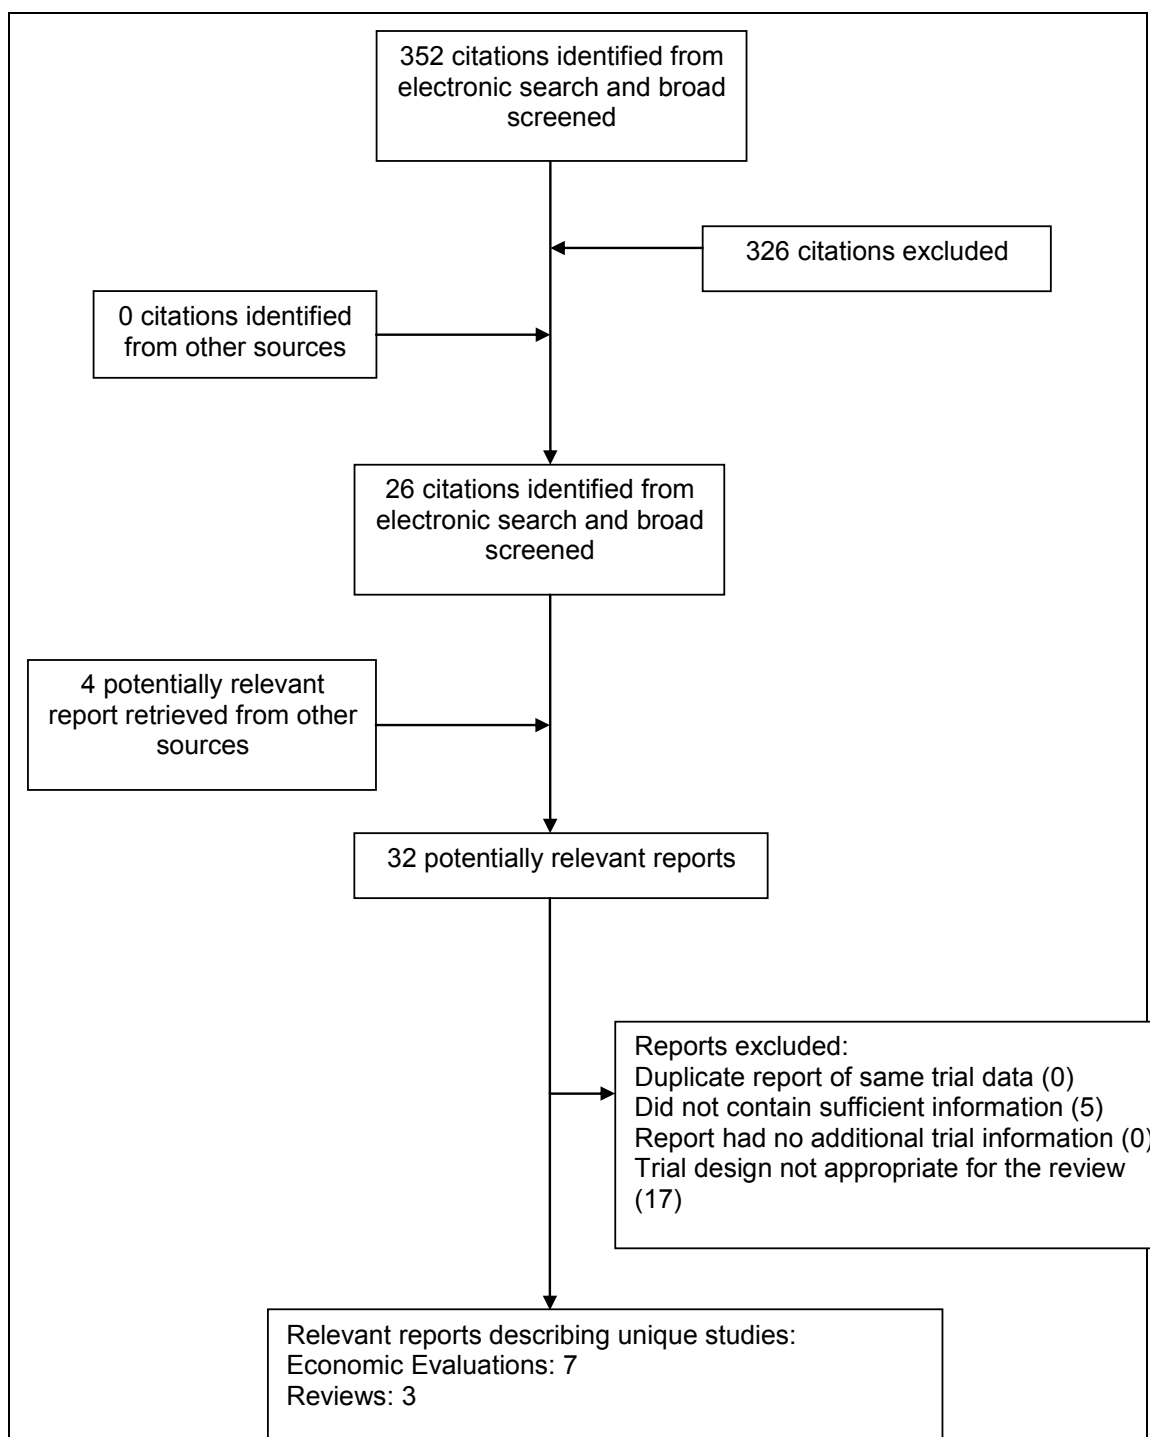 352 citations identified from
electronic search and broad
screened
326 citations excluded
0 citations identified
from other sources
26 citations identified from
electronic search and broad
screened
4 potentially relevant
report retrieved from other
sources
32 potentially relevant reports
Reports excluded:
Duplicate report of same trial data (0)
Did not contain sufficient information (5)
Report had no additional trial information (0)
Trial design not appropriate for the review
(17)
Relevant reports describing unique studies:
Economic Evaluations: 7
Reviews: 3